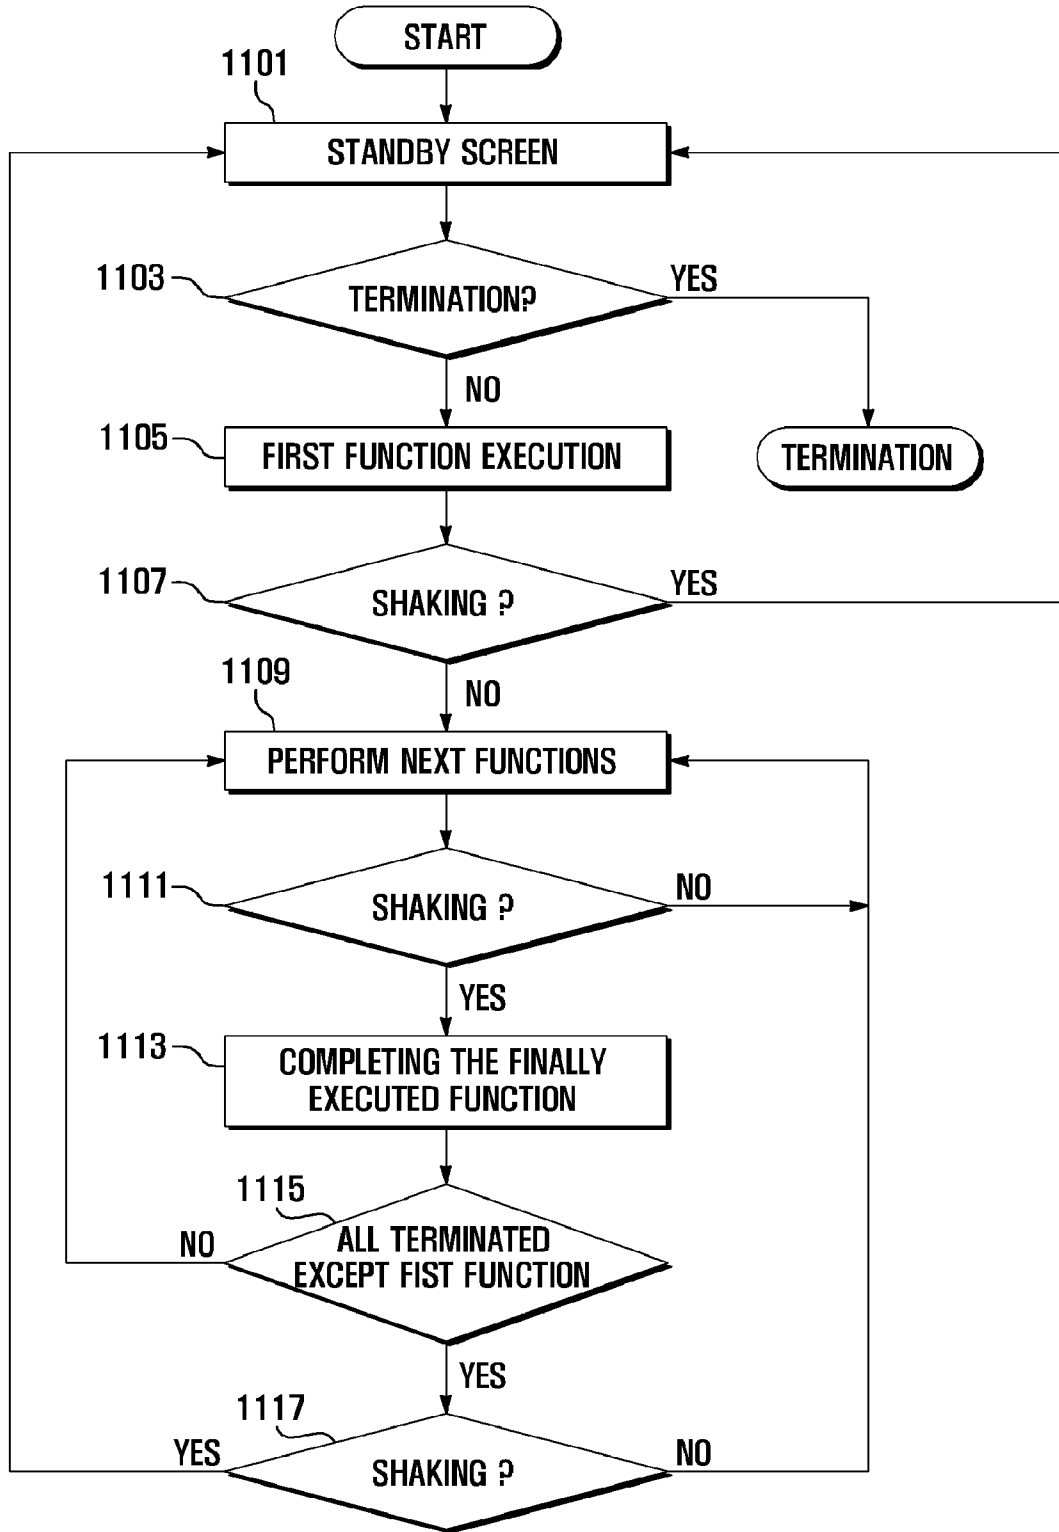 START
1101
STANDBY SCREEN
1103
TERMINATION?
YES
NO
1105
FIRST FUNCTION EXECUTION
TERMINATION
1107
SHAKING ?
YES
NO
1109
PERFORM NEXT FUNCTIONS
1111
SHAKING ?
NO
YES
1113
COMPLETING THE FINALLY
EXECUTED FUNCTION
1115
ALL TERMINATED
EXCEPT FIST FUNCTION
NO
YES
1117
YES
SHAKING ?
NO